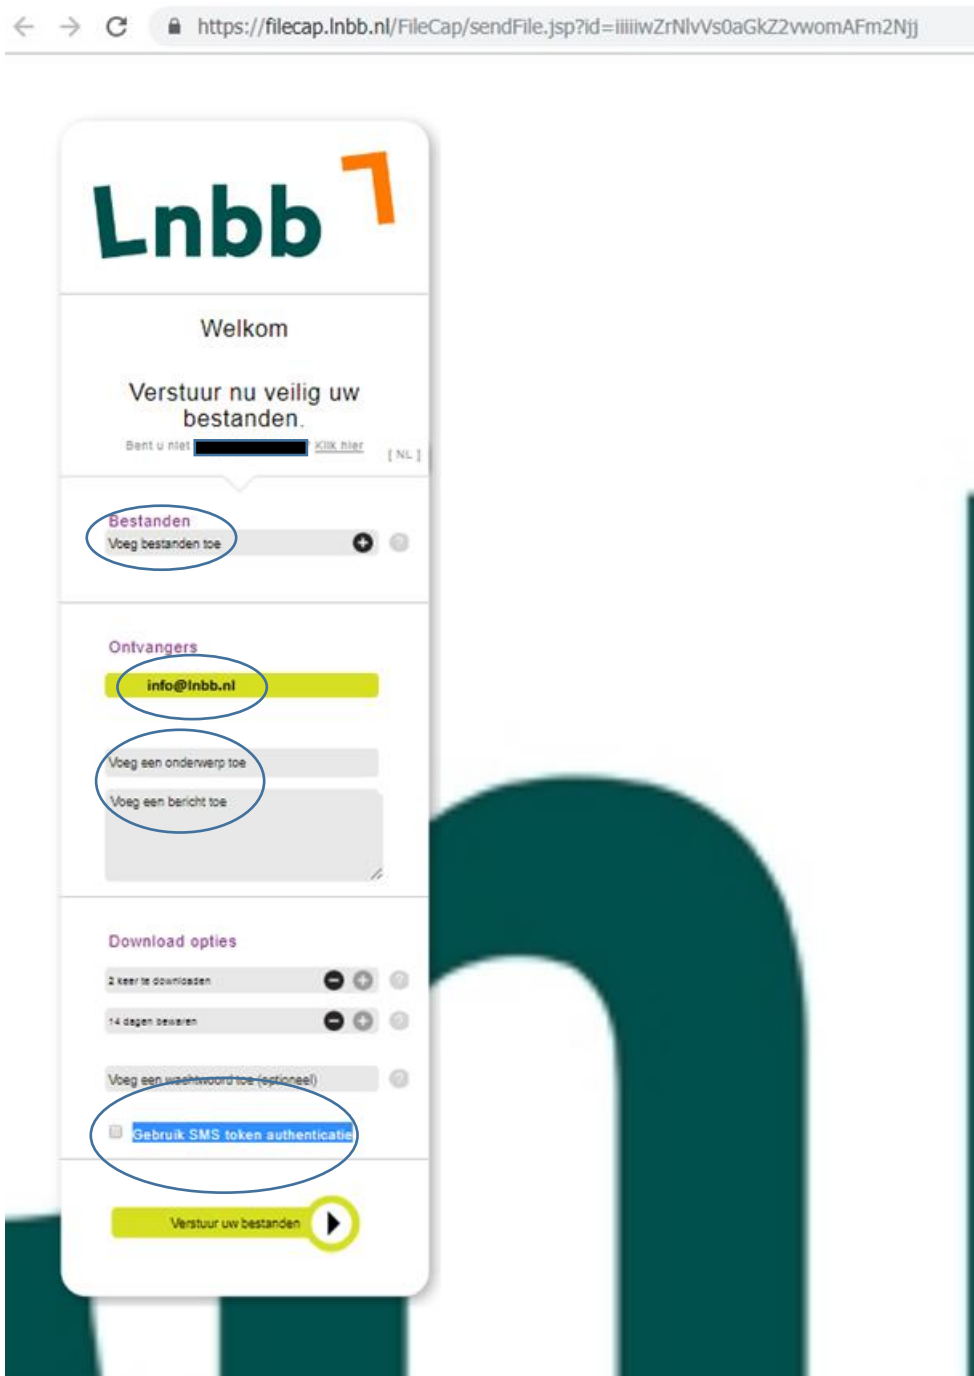 https://filecap.lnbb.nl/FileCap/sendFile.jsp?id=iiiiiwZrNlvVs0aGkZ2vwomAFm2Njj
Lnbb
Welkom
Verstuur nu veilig uw
bestanden.
Bent u niet Klik hier
[ NL ]
Bestanden
Voeg bestanden toe
Ontvangers
info@lnbb.nl
Voeg een onderwerp toe
Voeg een bericht toe
Download opties
2 keer te downloaden
14 dagen bewaren
Voeg een wachtwoord toe (optioneel)
Gebruik SMS token authenticatie
Verstuur uw bestanden